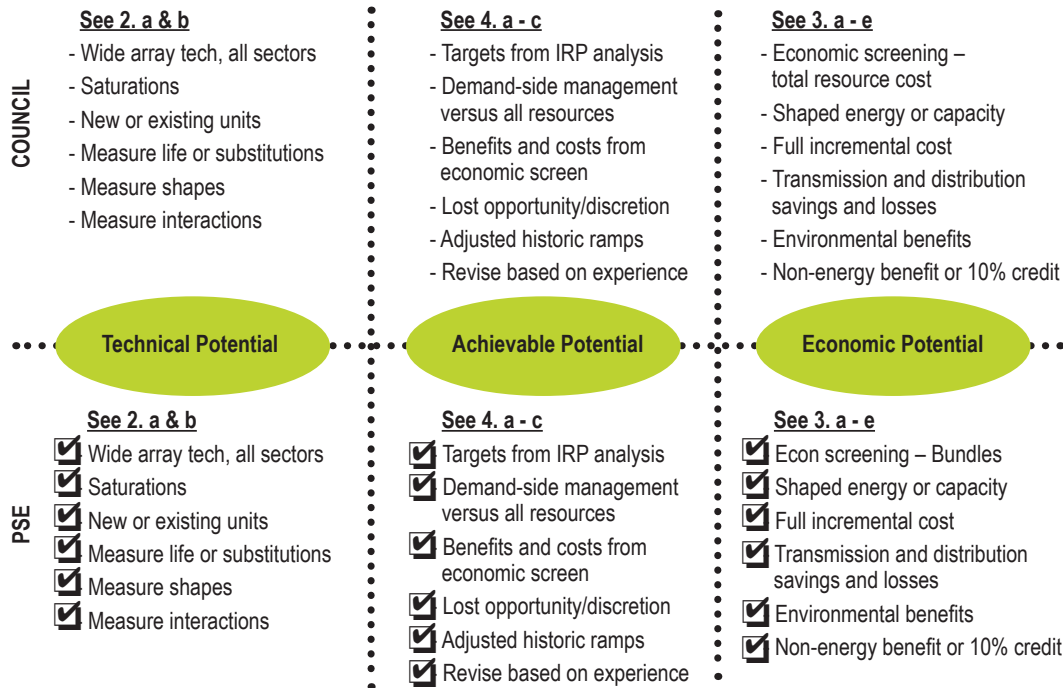 COUNCIL
See 2. a & b
- Wide array tech, all sectors
- Saturations
- New or existing units
- Measure life or substitutions
- Measure shapes
- Measure interactions
See 4. a - c
- Targets from IRP analysis
- Demand-side management
versus all resources
- Benefits and costs from
economic screen
- Lost opportunity/discretion
- Adjusted historic ramps
- Revise based on experience
See 3. a - e
- Economic screening –
total resource cost
- Shaped energy or capacity
- Full incremental cost
- Transmission and distribution
savings and losses
- Environmental benefits
- Non-energy benefit or 10% credit
Technical Potential
Achievable Potential
Economic Potential
PSE
See 2. a & b
Wide array tech, all sectors
Saturations
New or existing units
Measure life or substitutions
Measure shapes
Measure interactions
See 4. a - c
Targets from IRP analysis
Demand-side management
versus all resources
Benefits and costs from
economic screen
Lost opportunity/discretion
Adjusted historic ramps
Revise based on experience
See 3. a - e
Econ screening – Bundles
Shaped energy or capacity
Full incremental cost
Transmission and distribution
savings and losses
Environmental benefits
Non-energy benefit or 10% credit